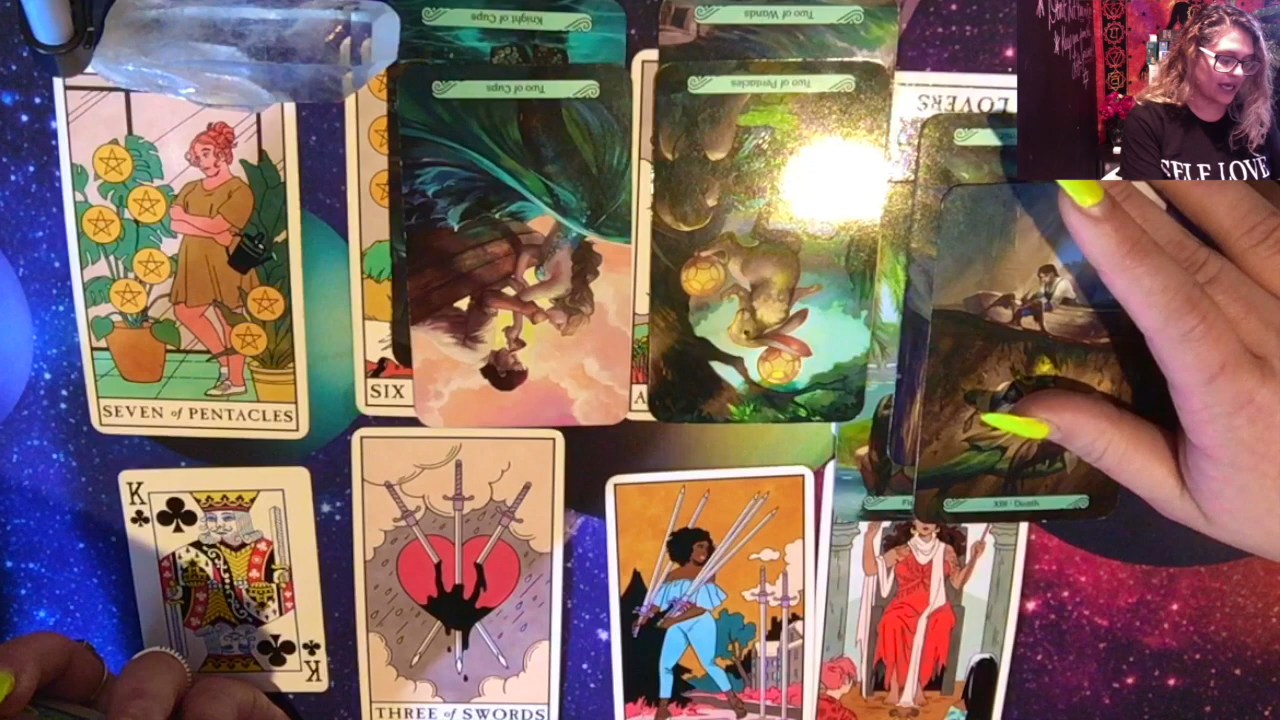 Knight of Cups
Two of Wands
Two of Cups
Two of Pentacles
LOVERS
SELF LOVE
SEVEN of PENTACLES
SIX
A
XIII · Death
K
K
THREE of SWORDS